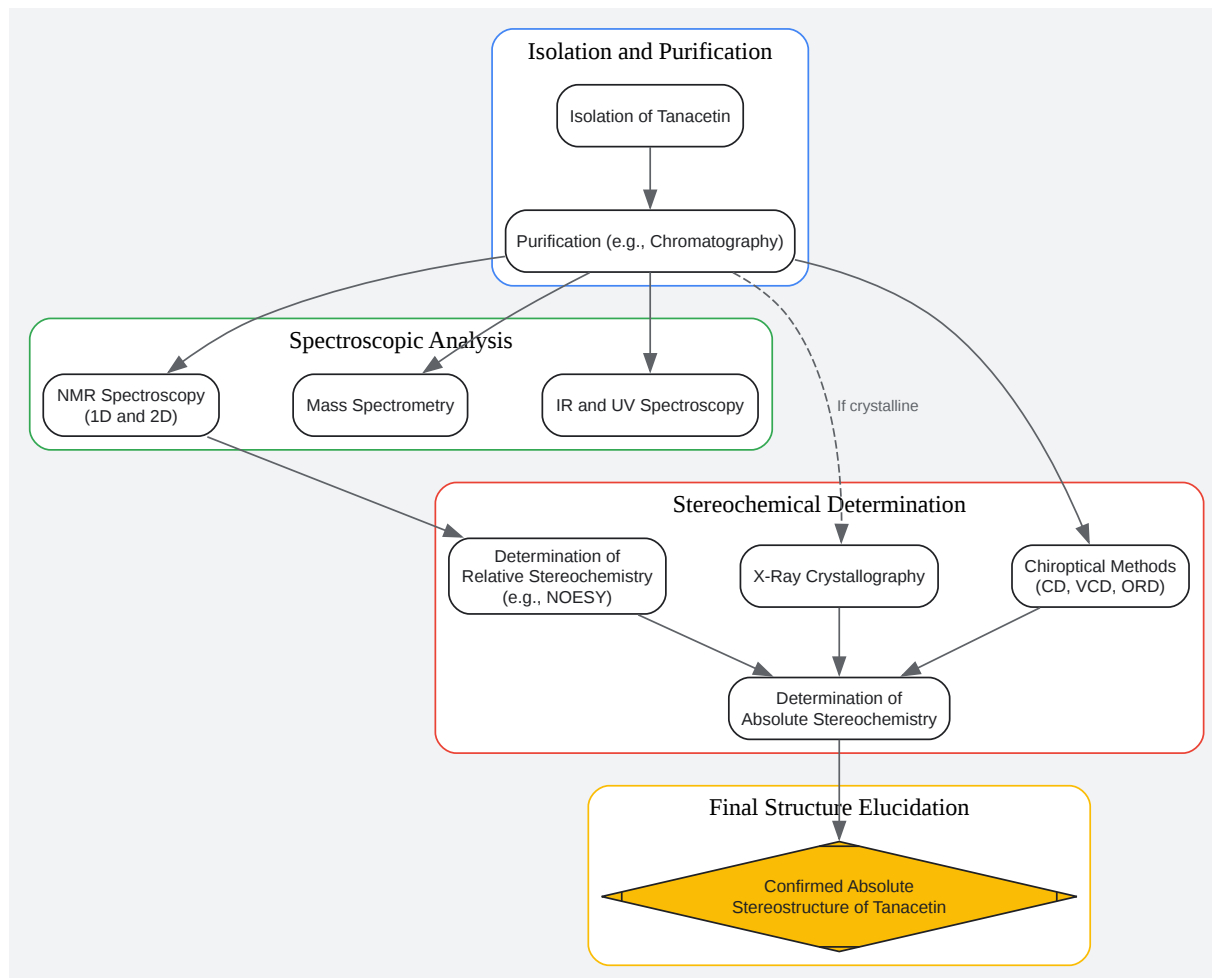 Isolation and Purification
Isolation of Tanacetin
Purification (e.g., Chromatography)
Spectroscopic Analysis
NMR Spectroscopy
(1D and 2D)
Mass Spectrometry
IR and UV Spectroscopy
If crystalline
Stereochemical Determination
Determination of
Relative Stereochemistry
(e.g., NOESY)
X-Ray Crystallography
Chiroptical Methods
(CD, VCD, ORD)
Determination of
Absolute Stereochemistry
Final Structure Elucidation
Confirmed Absolute
Stereostructure of Tanacetin